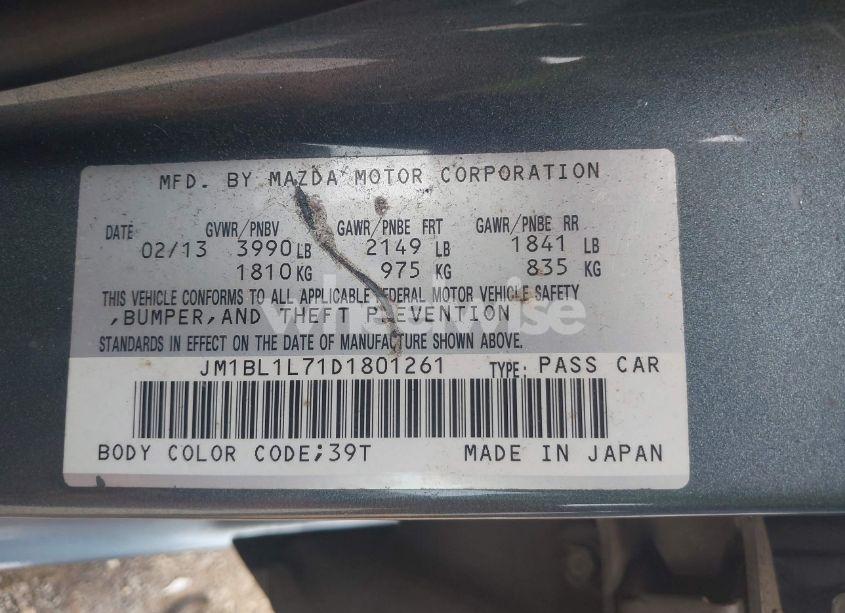 MFD. BY MAZDA MOTOR CORPORATION
DATE GVWR/PNBV GAWR/PNBE FRT GAWR/PNBE RR
02/13 3990 LB 2149 LB 1841 LB
1810 KG 975 KG 835 KG
THIS VEHICLE CONFORMS TO ALL APPLICABLE FEDERAL MOTOR VEHICLE SAFETY
,BUMPER,AND THEFT PREVENTION
STANDARDS IN EFFECT ON THE DATE OF MANUFACTURE SHOWN ABOVE.
JM1BL1L71D1801261 TYPE: PASS CAR
BODY COLOR CODE;39T MADE IN JAPAN
wheelwise